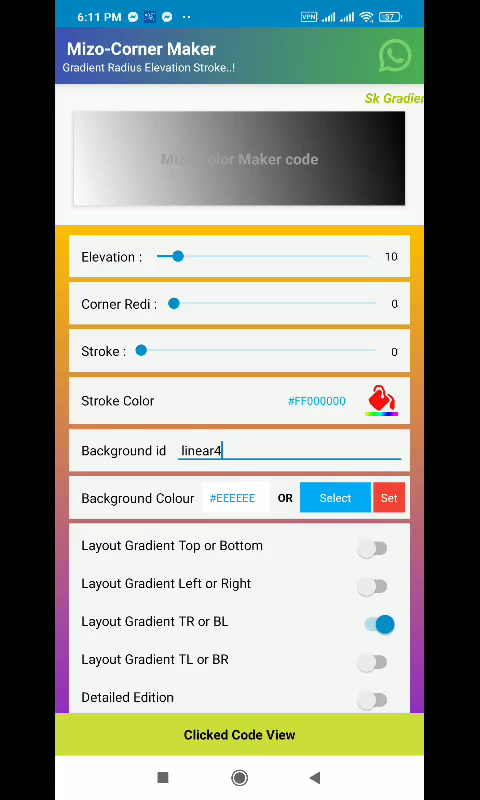 6:11 PM
VPN
37
Mizo-Corner Maker
Gradient Radius Elevation Stroke..!
Sk Gradien
Mizo Color Maker code
Elevation : 10
Corner Redi : 0
Stroke : 0
Stroke Color #FF000000
Background id linear4
Background Colour #EEEEEE OR Select Set
Layout Gradient Top or Bottom
Layout Gradient Left or Right
Layout Gradient TR or BL
Layout Gradient TL or BR
Detailed Edition
Clicked Code View